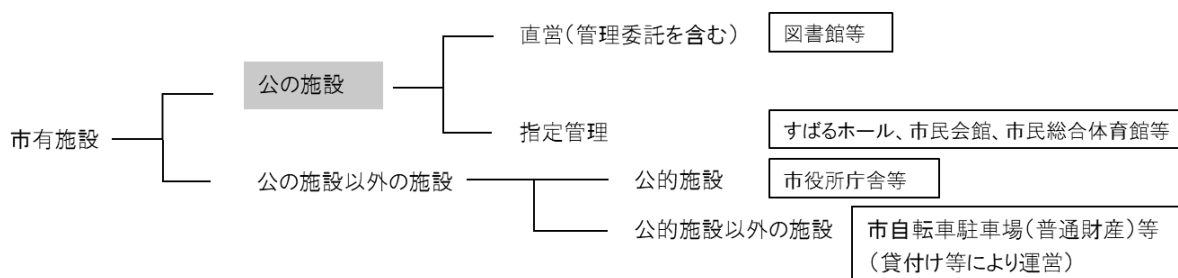 直営(管理委託を含む) 図書館等
公の施設
市有施設
指定管理 すばるホール、市民会館、市民総合体育館等
公の施設以外の施設 公的施設 市役所庁舎等
公的施設以外の施設 市自転車駐車場(普通財産)等
(貸付け等により運営)